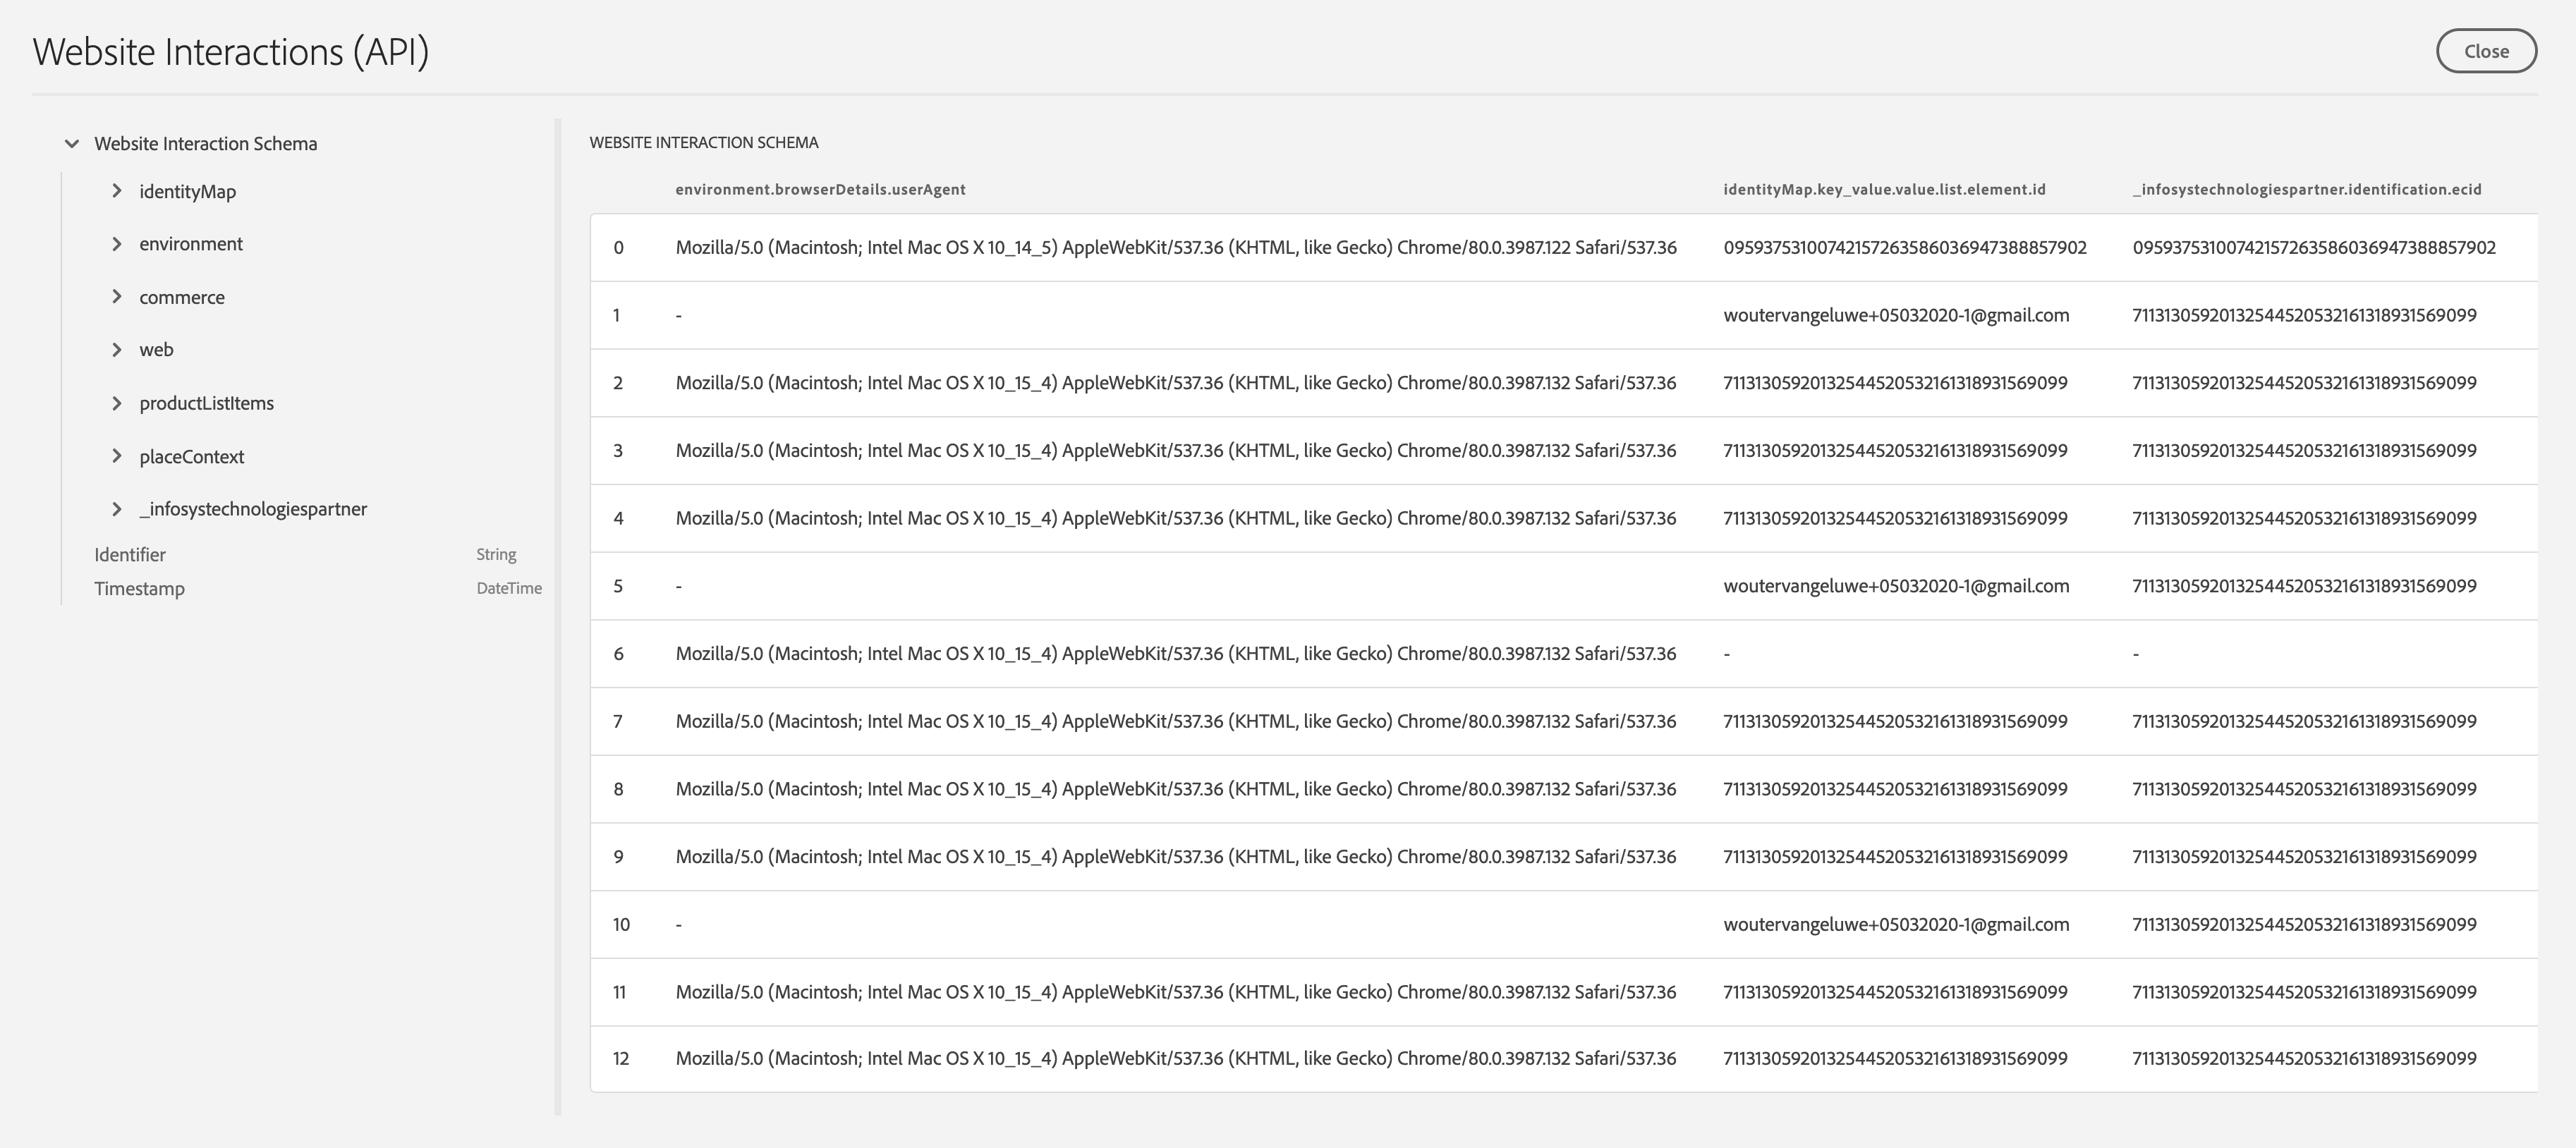 Website Interactions (API)
Close
Website Interaction Schema
identityMap
environment
commerce
web
productListItems
placeContext
_infosystechnologiespartner
Identifier String
Timestamp DateTime
WEBSITE INTERACTION SCHEMA
environment.browserDetails.userAgent identityMap.key_value.value.list.element.id _infosystechnologiespartner.identification.ecid
0 Mozilla/5.0 (Macintosh; Intel Mac OS X 10_14_5) AppleWebKit/537.36 (KHTML, like Gecko) Chrome/80.0.3987.122 Safari/537.36 09593753100742157263586036947388857902 09593753100742157263586036947388857902
1 - woutervangeluwe+05032020-1@gmail.com 71131305920132544520532161318931569099
2 Mozilla/5.0 (Macintosh; Intel Mac OS X 10_15_4) AppleWebKit/537.36 (KHTML, like Gecko) Chrome/80.0.3987.132 Safari/537.36 71131305920132544520532161318931569099 71131305920132544520532161318931569099
3 Mozilla/5.0 (Macintosh; Intel Mac OS X 10_15_4) AppleWebKit/537.36 (KHTML, like Gecko) Chrome/80.0.3987.132 Safari/537.36 71131305920132544520532161318931569099 71131305920132544520532161318931569099
4 Mozilla/5.0 (Macintosh; Intel Mac OS X 10_15_4) AppleWebKit/537.36 (KHTML, like Gecko) Chrome/80.0.3987.132 Safari/537.36 71131305920132544520532161318931569099 71131305920132544520532161318931569099
5 - woutervangeluwe+05032020-1@gmail.com 71131305920132544520532161318931569099
6 Mozilla/5.0 (Macintosh; Intel Mac OS X 10_15_4) AppleWebKit/537.36 (KHTML, like Gecko) Chrome/80.0.3987.132 Safari/537.36 - -
7 Mozilla/5.0 (Macintosh; Intel Mac OS X 10_15_4) AppleWebKit/537.36 (KHTML, like Gecko) Chrome/80.0.3987.132 Safari/537.36 71131305920132544520532161318931569099 71131305920132544520532161318931569099
8 Mozilla/5.0 (Macintosh; Intel Mac OS X 10_15_4) AppleWebKit/537.36 (KHTML, like Gecko) Chrome/80.0.3987.132 Safari/537.36 71131305920132544520532161318931569099 71131305920132544520532161318931569099
9 Mozilla/5.0 (Macintosh; Intel Mac OS X 10_15_4) AppleWebKit/537.36 (KHTML, like Gecko) Chrome/80.0.3987.132 Safari/537.36 71131305920132544520532161318931569099 71131305920132544520532161318931569099
10 - woutervangeluwe+05032020-1@gmail.com 71131305920132544520532161318931569099
11 Mozilla/5.0 (Macintosh; Intel Mac OS X 10_15_4) AppleWebKit/537.36 (KHTML, like Gecko) Chrome/80.0.3987.132 Safari/537.36 71131305920132544520532161318931569099 71131305920132544520532161318931569099
12 Mozilla/5.0 (Macintosh; Intel Mac OS X 10_15_4) AppleWebKit/537.36 (KHTML, like Gecko) Chrome/80.0.3987.132 Safari/537.36 71131305920132544520532161318931569099 71131305920132544520532161318931569099